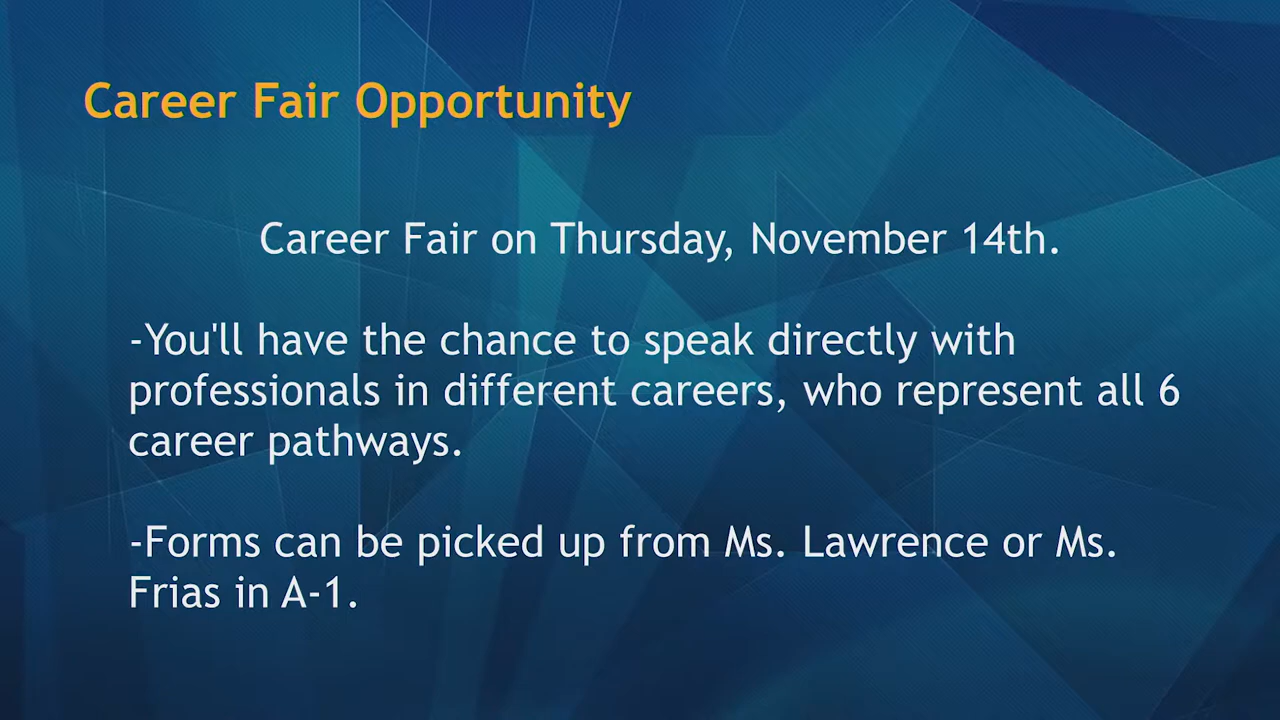 Career Fair Opportunity
Career Fair on Thursday, November 14th.
-You'll have the chance to speak directly with
professionals in different careers, who represent all 6
career pathways.
-Forms can be picked up from Ms. Lawrence or Ms.
Frias in A-1.